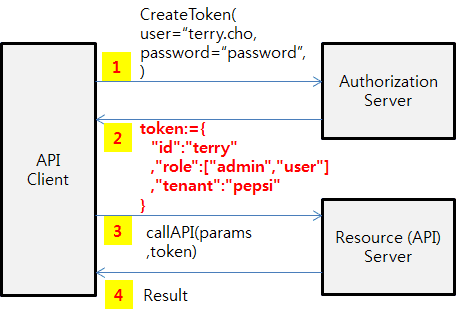 CreateToken(
user=“terry.cho,
password=“password”,
)
1
Authorization
Server
2
token:={
"id":"terry"
,"role":["admin","user"]
,"tenant":"pepsi"
}
API
Client
3
callAPI(params
,token)
Resource (API)
Server
4
Result